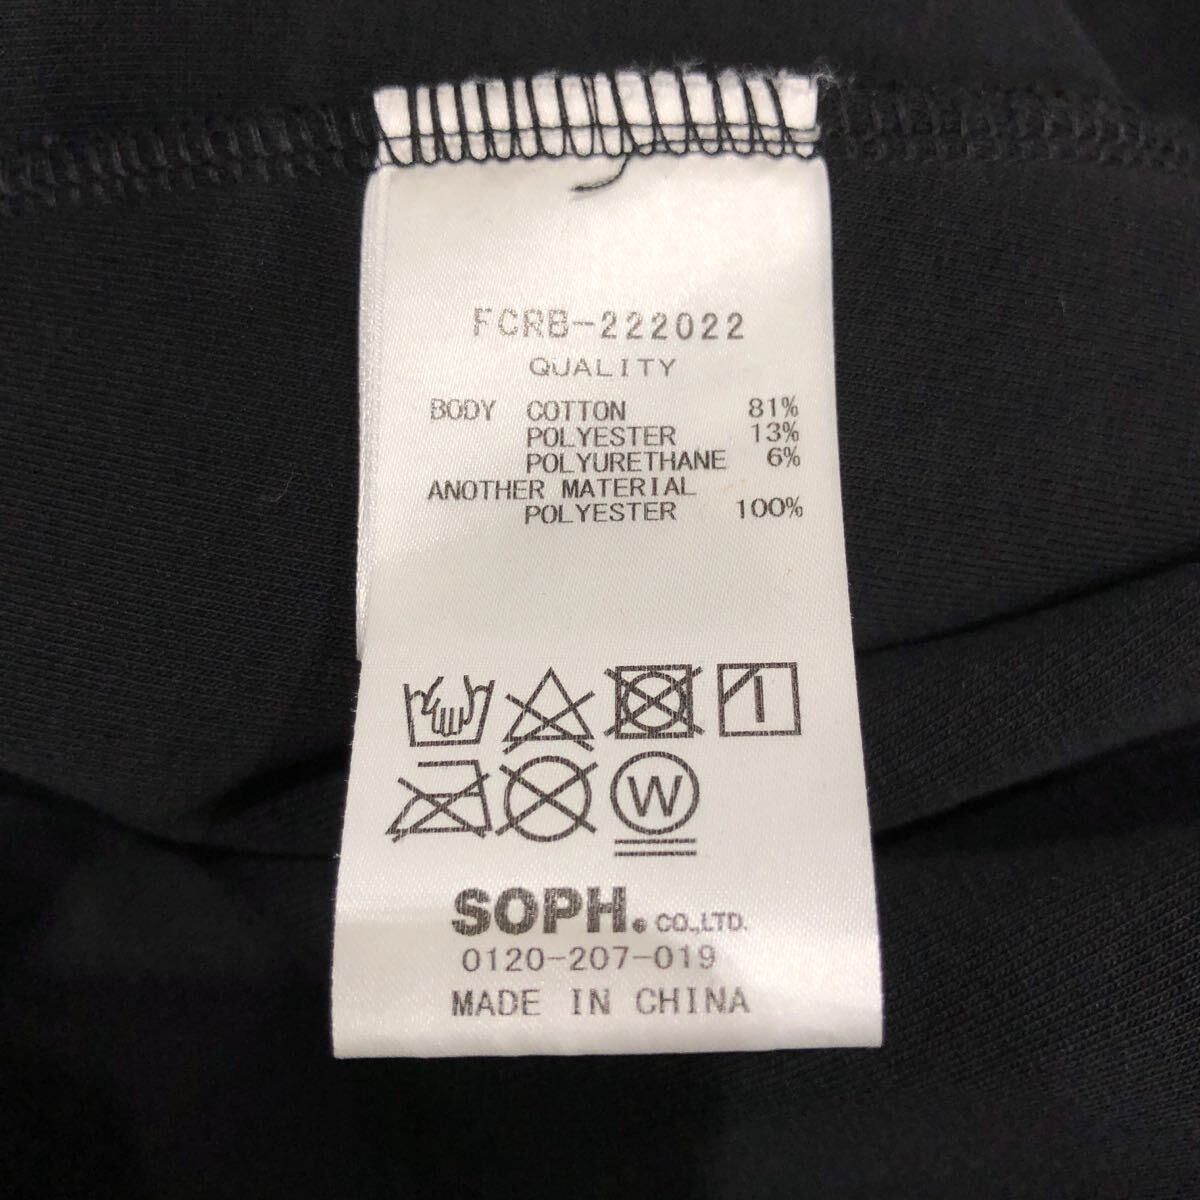 FCRB-222022
QUALITY
BODY COTTON 81%
POLYESTER 13%
POLYURETHANE 6%
ANOTHER MATERIAL
POLYESTER 100%
W
SOPH. CO.,LTD.
0120-207-019
MADE IN CHINA